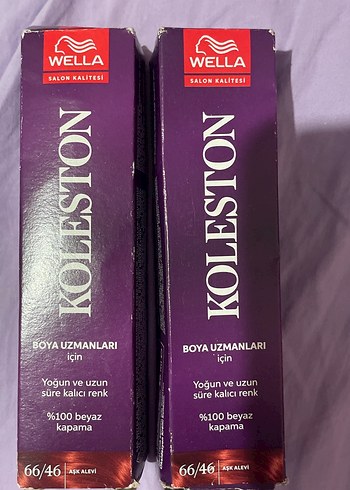 WELLA
SALON KALİTESİ
KOLESTON
BOYA UZMANLARI
için
Yoğun ve uzun
süre kalıcı renk
%100 beyaz
kapama
66/46
AŞK ALEVİ
WELLA
SALON KALİTESİ
KOLESTON
BOYA UZMANLARI
için
Yoğun ve uzun
süre kalıcı renk
%100 beyaz
kapama
66/46
AŞK ALEVİ